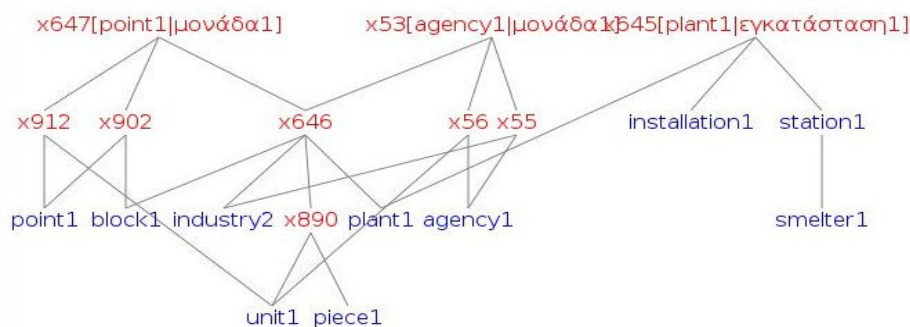 x647[point1|μονάδα1] x53[agency1|μονάδα1] x645[plant1|εγκατάσταση1]
x912 x902 x646 x56 x55 installation1 station1
point1 block1 industry2 x890 plant1 agency1 smelter1
unit1 piece1